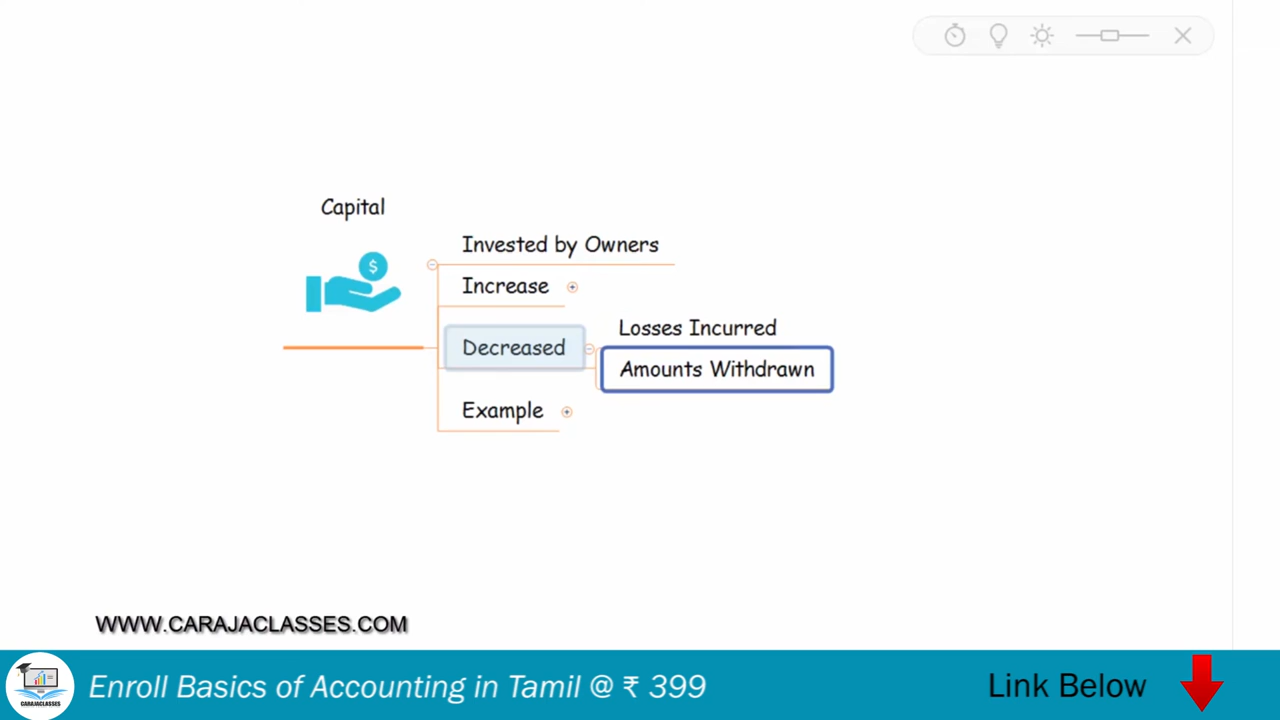 Capital
$
Invested by Owners
Increase
Decreased
Losses Incurred
Amounts Withdrawn
Example
WWW.CARAJACLASSES.COM
CARAJACLASSES
Enroll Basics of Accounting in Tamil @ ₹ 399
Link Below